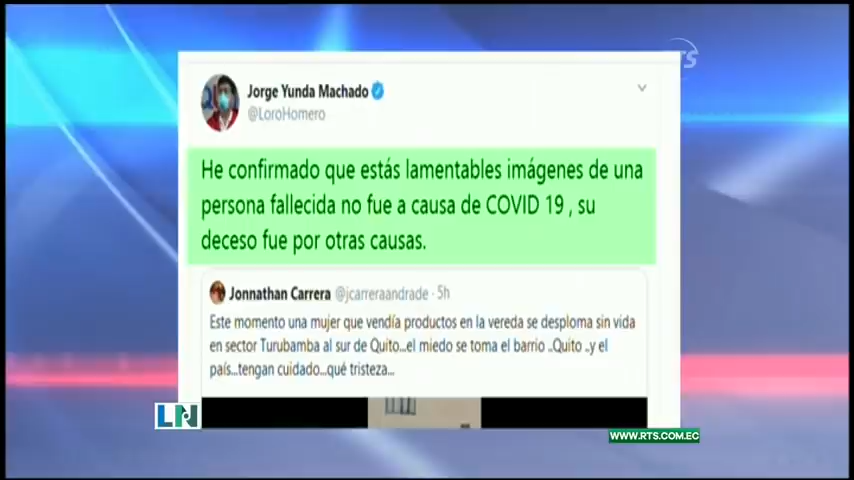 RTS
Jorge Yunda Machado
@LoroHomero
He confirmado que estás lamentables imágenes de una
persona fallecida no fue a causa de COVID 19 , su
deceso fue por otras causas.
Jonnathan Carrera @jcarreraandrade · 5h
Este momento una mujer que vendía productos en la vereda se desploma sin vida
en sector Turubamba al sur de Quito...el miedo se toma el barrio ..Quito ..y el
país...tengan cuidado...qué tristeza...
LN
WWW.RTS.COM.EC